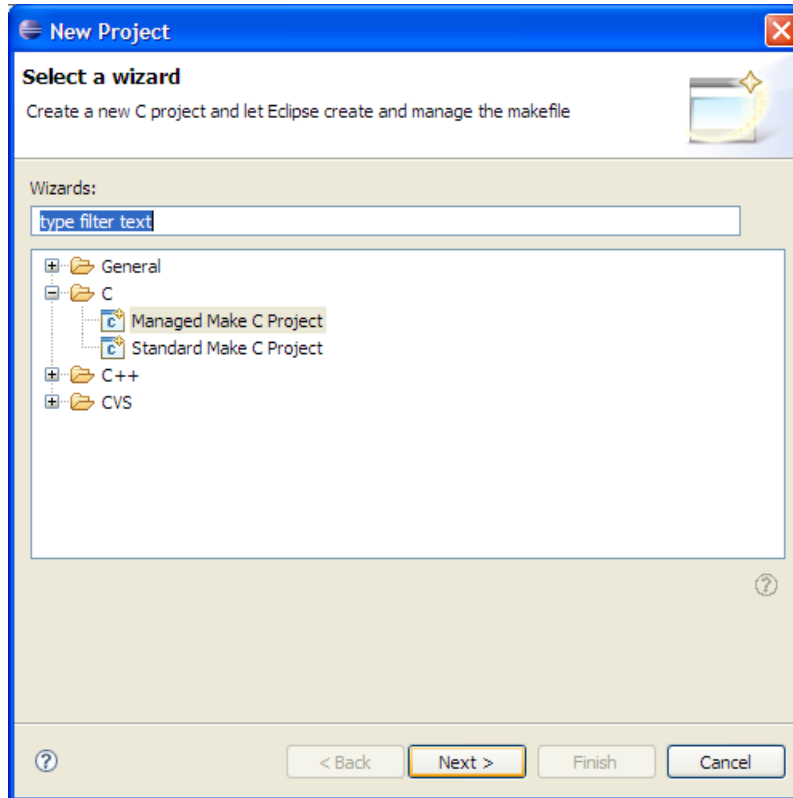 New Project
Select a wizard
Create a new C project and let Eclipse create and manage the makefile
Wizards:
type filter text
General
C
Managed Make C Project
Standard Make C Project
C++
CVS
< Back Next > Finish Cancel